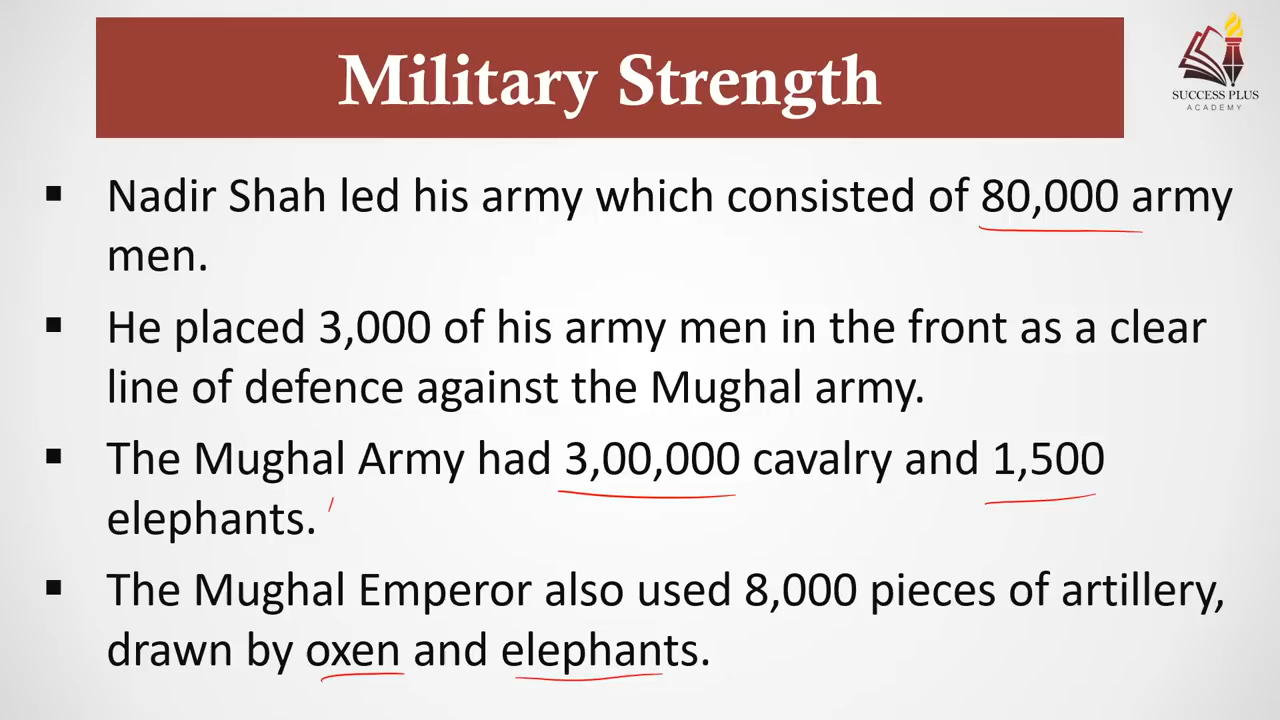 Military Strength
SUCCESS PLUS
ACADEMY
▪ Nadir Shah led his army which consisted of 80,000 army
men.
▪ He placed 3,000 of his army men in the front as a clear
line of defence against the Mughal army.
▪ The Mughal Army had 3,00,000 cavalry and 1,500
elephants.
▪ The Mughal Emperor also used 8,000 pieces of artillery,
drawn by oxen and elephants.